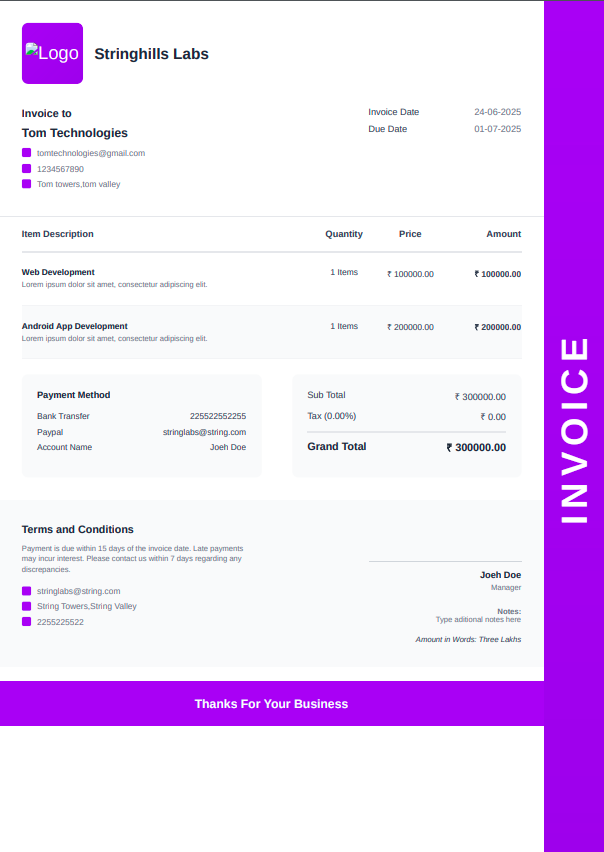 Logo
Stringhills Labs
Invoice to
Tom Technologies
tomtechnologies@gmail.com
1234567890
Tom towers,tom valley
Invoice Date 24-06-2025
Due Date 01-07-2025
Item Description Quantity Price Amount
Web Development 1 Items ₹ 100000.00 ₹ 100000.00
Lorem ipsum dolor sit amet, consectetur adipiscing elit.
Android App Development 1 Items ₹ 200000.00 ₹ 200000.00
Lorem ipsum dolor sit amet, consectetur adipiscing elit.
Payment Method
Bank Transfer 225522552255
Paypal stringlabs@string.com
Account Name Joeh Doe
Sub Total ₹ 300000.00
Tax (0.00%) ₹ 0.00
Grand Total ₹ 300000.00
Terms and Conditions
Payment is due within 15 days of the invoice date. Late payments
may incur interest. Please contact us within 7 days regarding any
discrepancies.
stringlabs@string.com
String Towers,String Valley
2255225522
Joeh Doe
Manager
Notes:
Type aditional notes here
Amount in Words: Three Lakhs
Thanks For Your Business
INVOICE